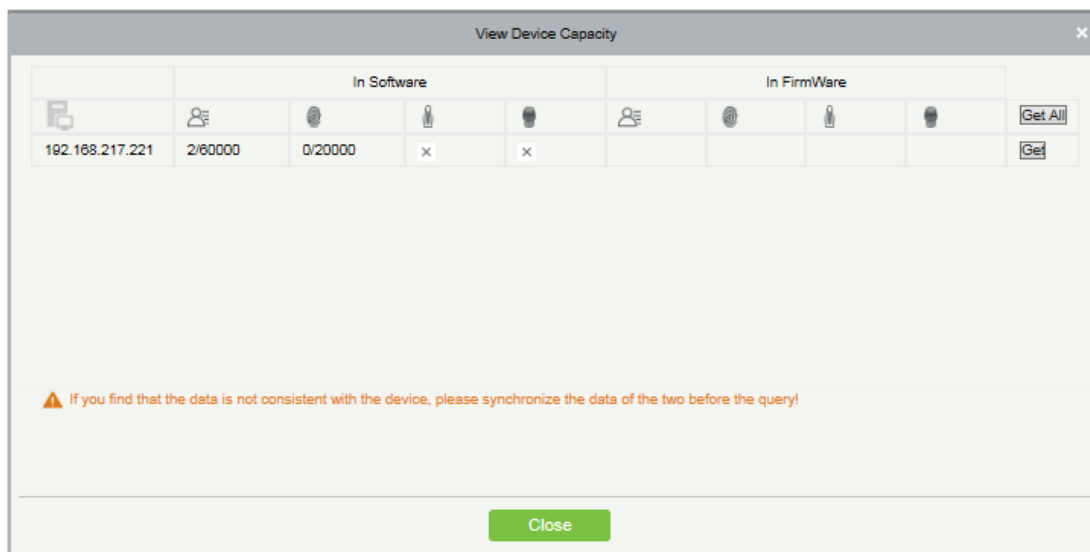 View Device Capacity
In Software In FirmWare
Get All
192.168.217.221 2/60000 0/20000 Get
If you find that the data is not consistent with the device, please synchronize the data of the two before the query!
Close